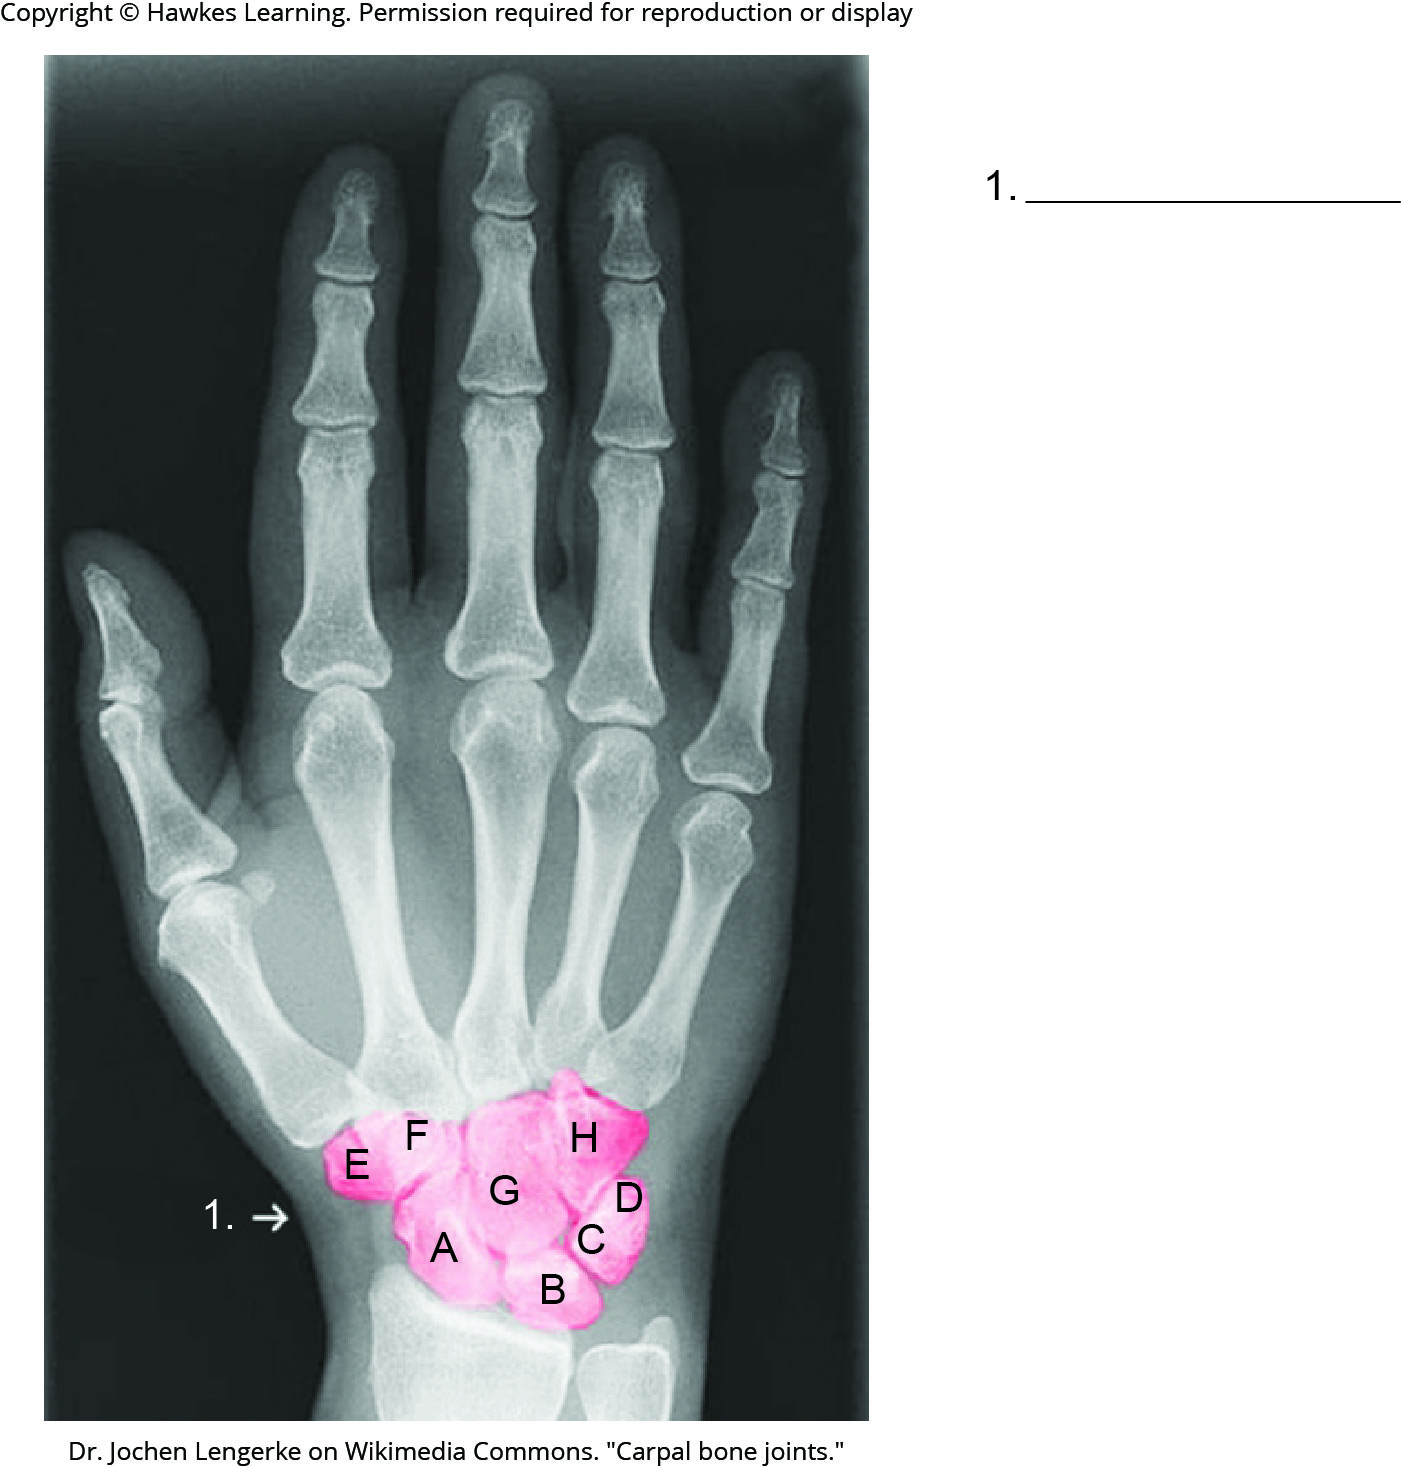 Copyright © Hawkes Learning. Permission required for reproduction or display
1. ____________________
F
H
E
G
D
1. →
C
A
B
Dr. Jochen Lengerke on Wikimedia Commons. "Carpal bone joints."